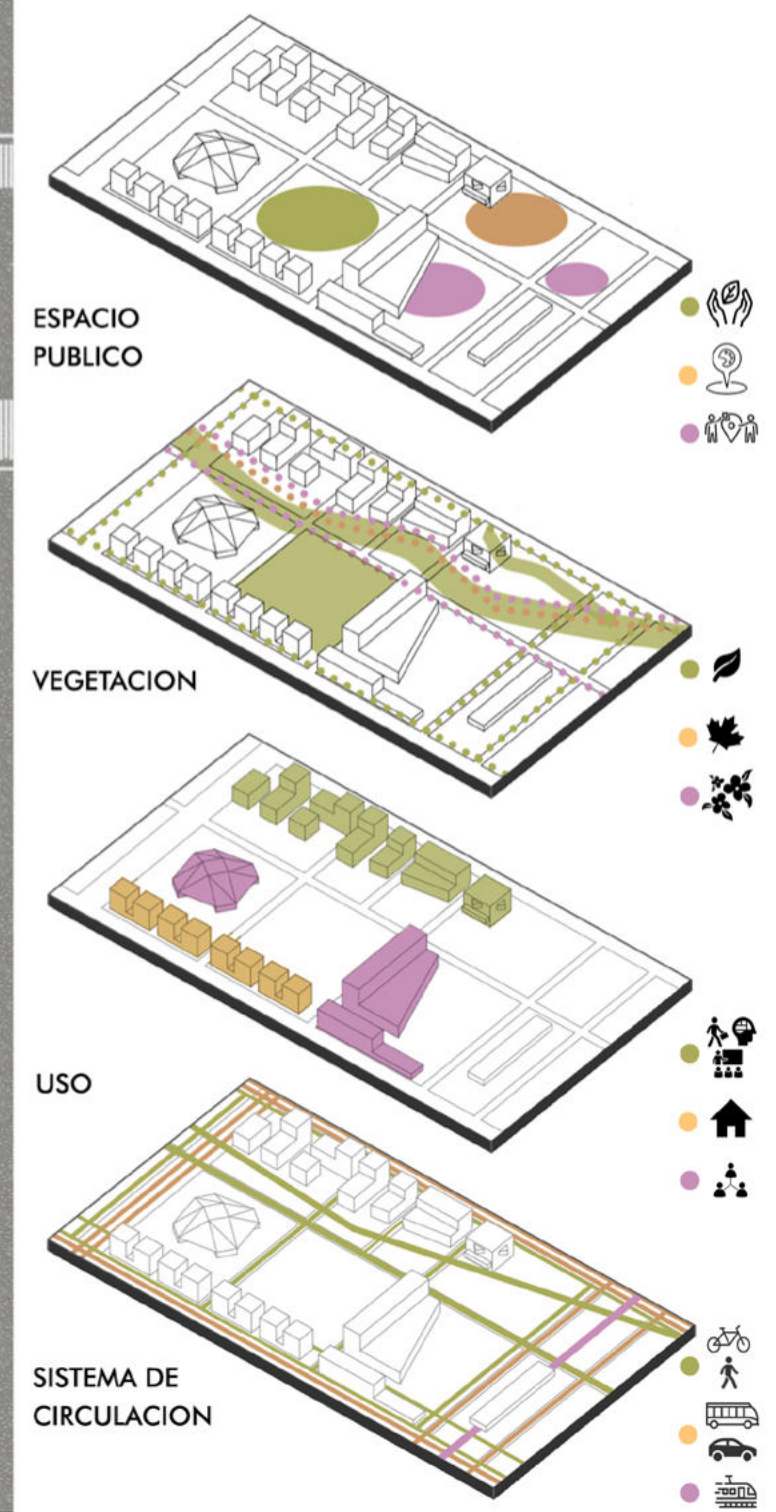 ESPACIO
PUBLICO
VEGETACION
USO
SISTEMA DE
CIRCULACION